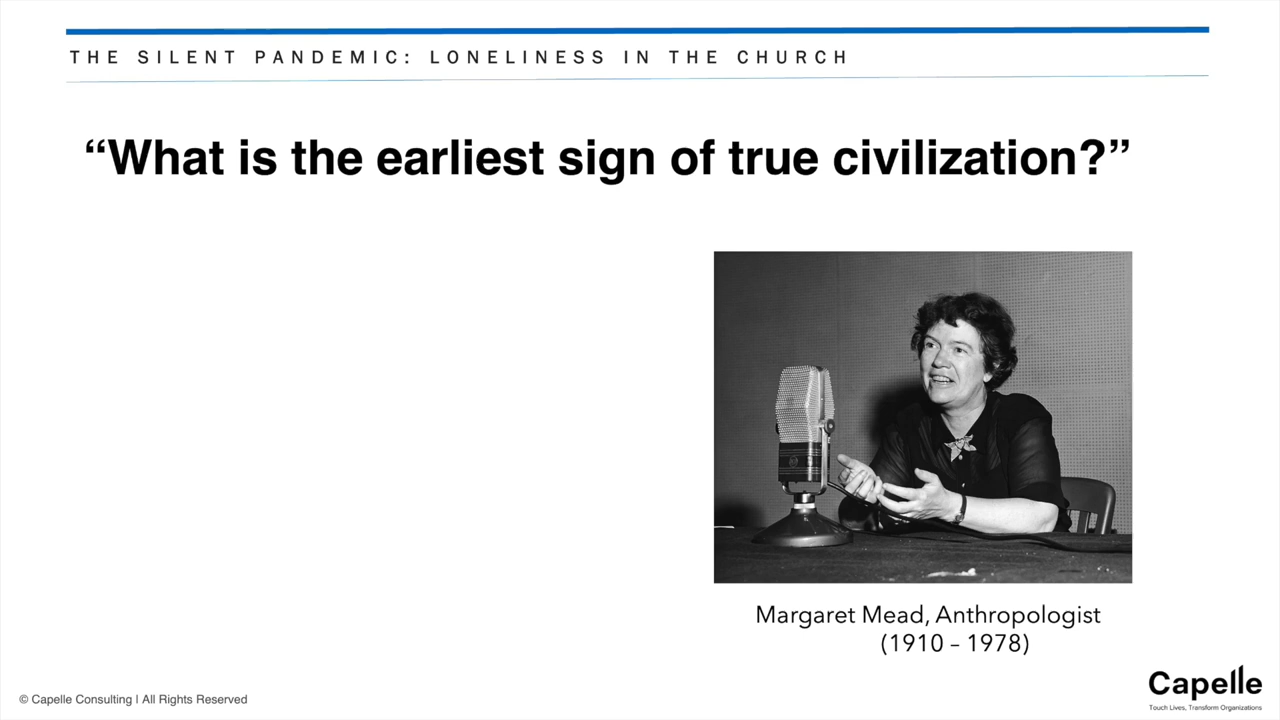 THE SILENT PANDEMIC: LONELINESS IN THE CHURCH
“What is the earliest sign of true civilization?”
Margaret Mead, Anthropologist
(1910 – 1978)
© Capelle Consulting | All Rights Reserved
Capelle
Touch Lives, Transform Organizations